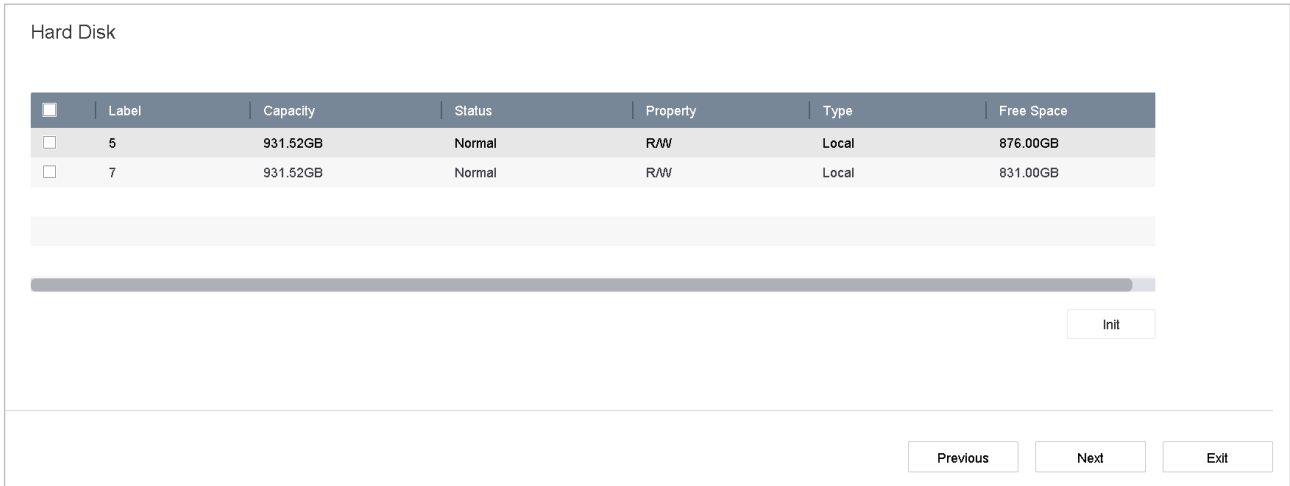 Hard Disk
Label Capacity Status Property Type Free Space
5 931.52GB Normal R/W Local 876.00GB
7 931.52GB Normal R/W Local 831.00GB
Init
Previous Next Exit